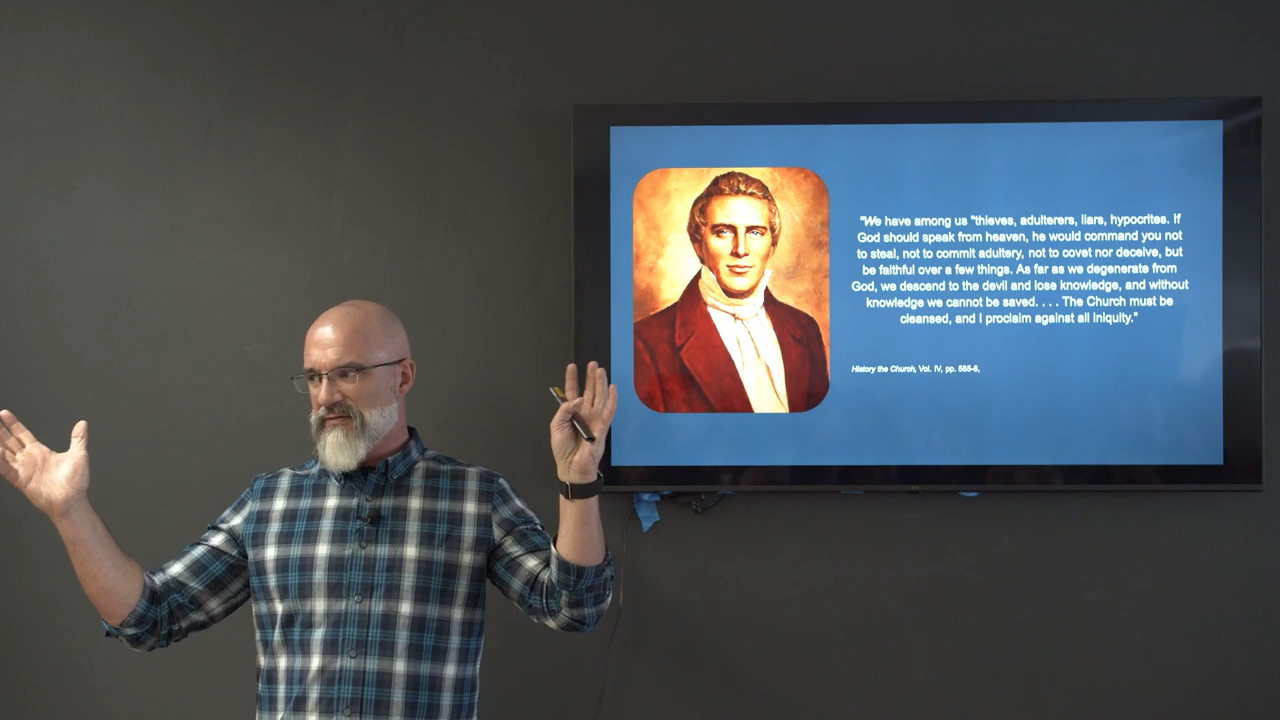 "We have among us "thieves, adulterers, liars, hypocrites. If
God should speak from heaven, he would command you not
to steal, not to commit adultery, not to covet nor deceive, but
be faithful over a few things. As far as we degenerate from
God, we descend to the devil and lose knowledge, and without
knowledge we cannot be saved. . . . The Church must be
cleansed, and I proclaim against all iniquity."
History the Church, Vol. IV, pp. 585-8,